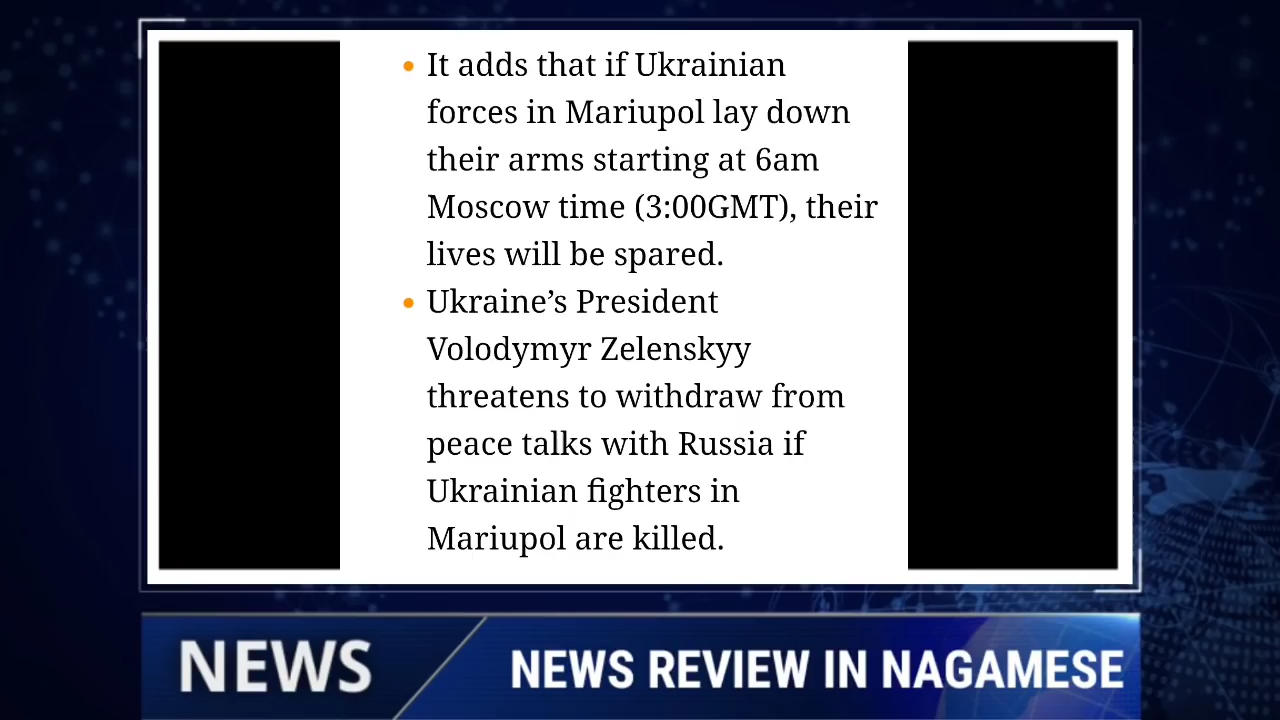 It adds that if Ukrainian
forces in Mariupol lay down
their arms starting at 6am
Moscow time (3:00GMT), their
lives will be spared.
Ukraine’s President
Volodymyr Zelenskyy
threatens to withdraw from
peace talks with Russia if
Ukrainian fighters in
Mariupol are killed.
NEWS
NEWS REVIEW IN NAGAMESE